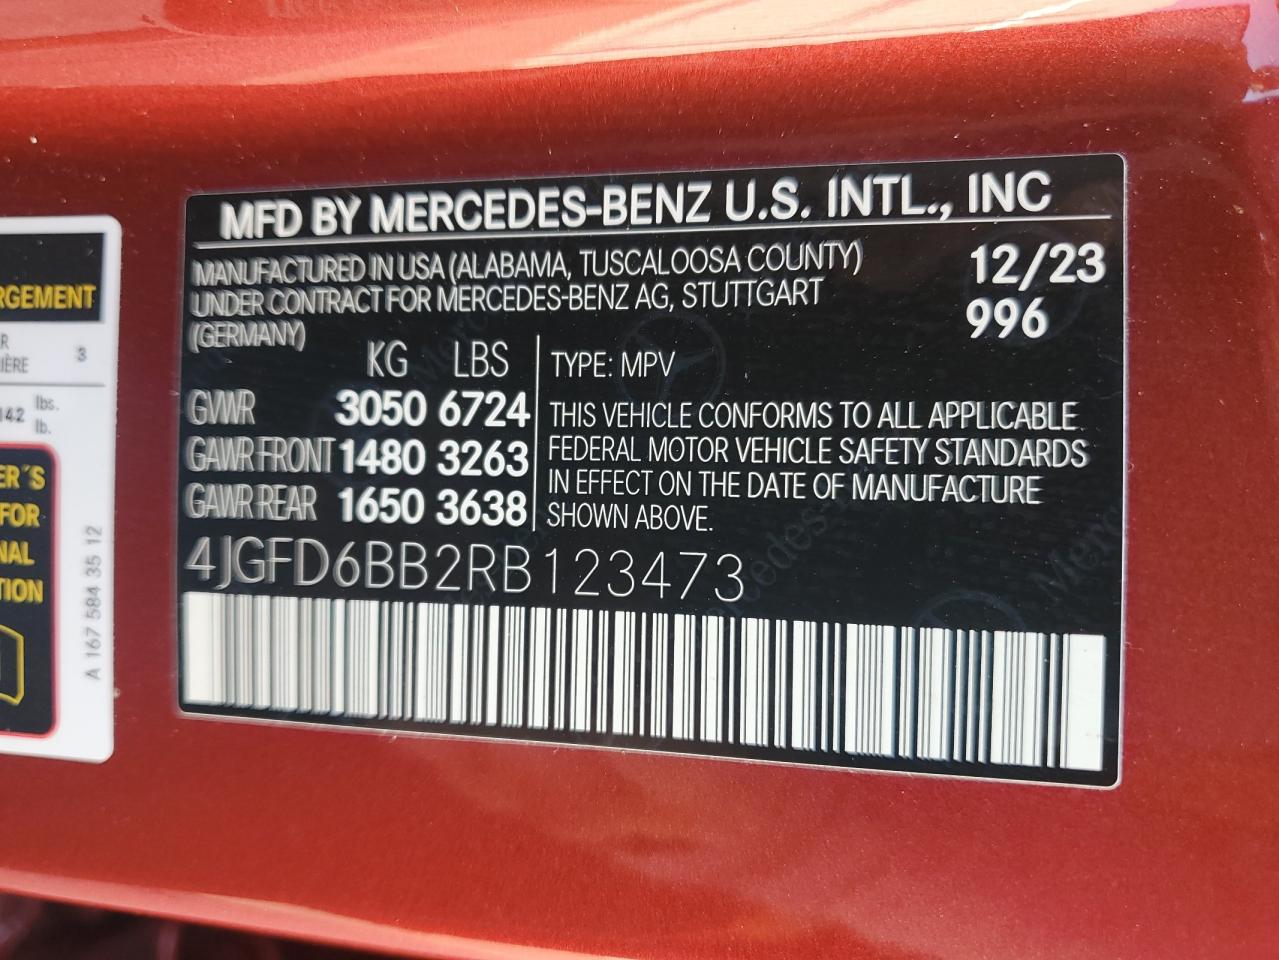 RGEMENT
R
IÈRE 3
142 lbs.
lb.
ER´S
FOR
NAL
TION
A 167 584 35 12
MFD BY MERCEDES-BENZ U.S. INTL., INC
MANUFACTURED IN USA (ALABAMA, TUSCALOOSA COUNTY) 12/23
UNDER CONTRACT FOR MERCEDES-BENZ AG, STUTTGART 996
(GERMANY)
KG LBS
GVWR 3050 6724
GAWR FRONT 1480 3263
GAWR REAR 1650 3638
TYPE: MPV
THIS VEHICLE CONFORMS TO ALL APPLICABLE
FEDERAL MOTOR VEHICLE SAFETY STANDARDS
IN EFFECT ON THE DATE OF MANUFACTURE
SHOWN ABOVE.
4JGFD6BB2RB123473